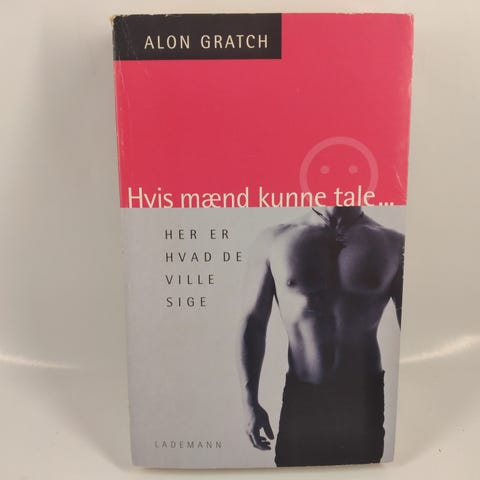 ALON GRATCH
Hvis mænd kunne tale...
HER ER
HVAD DE
VILLE
SIGE
LADEMANN